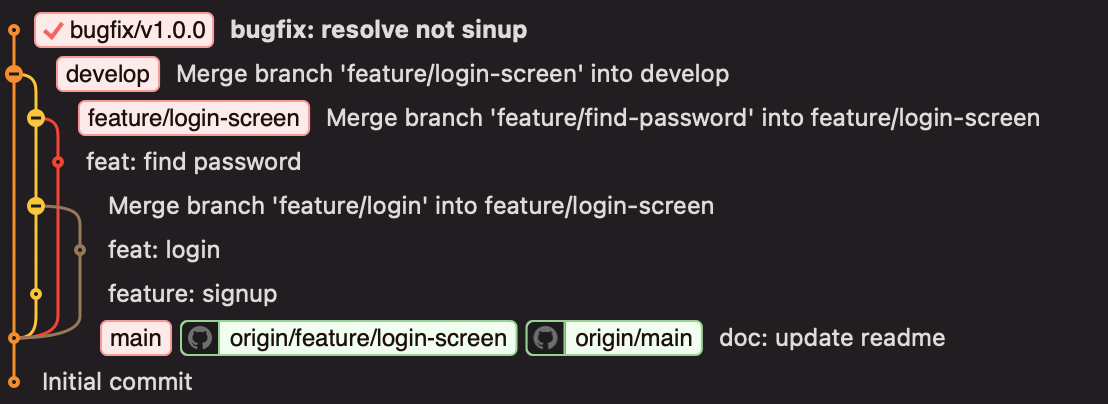 bugfix/v1.0.0 bugfix: resolve not sinup
develop Merge branch 'feature/login-screen' into develop
feature/login-screen Merge branch 'feature/find-password' into feature/login-screen
feat: find password
Merge branch 'feature/login' into feature/login-screen
feat: login
feature: signup
main origin/feature/login-screen origin/main doc: update readme
Initial commit